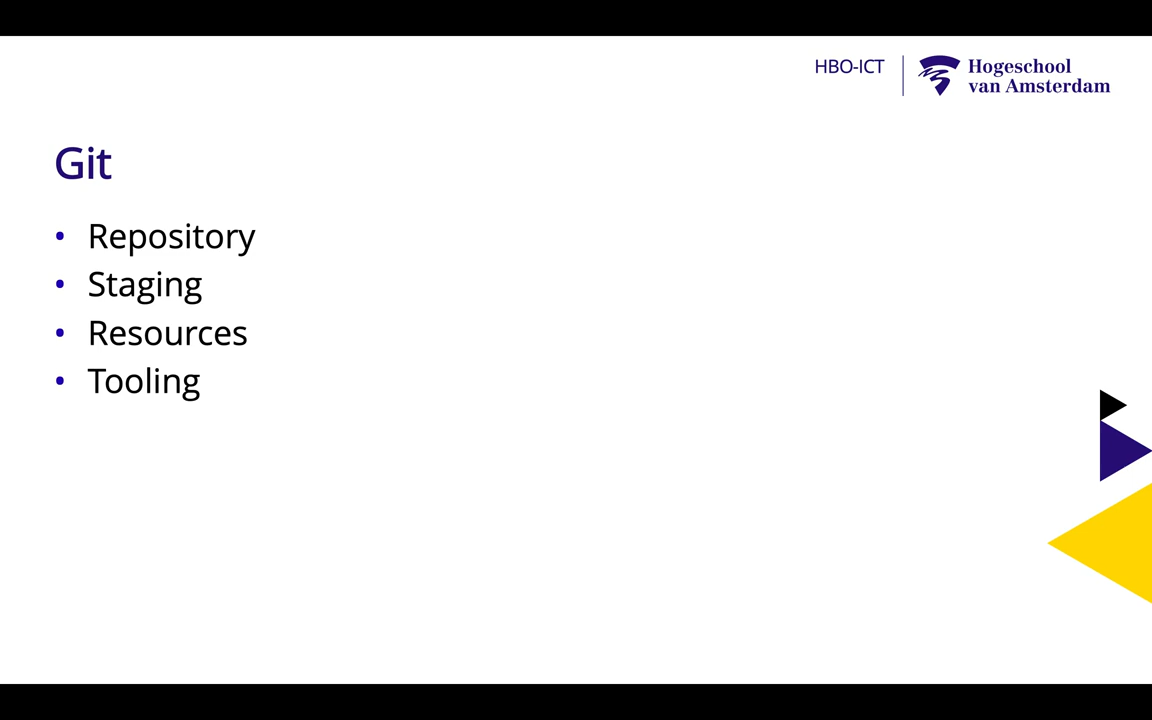 HBO-ICT
Hogeschool
van Amsterdam
Git
• Repository
• Staging
• Resources
• Tooling